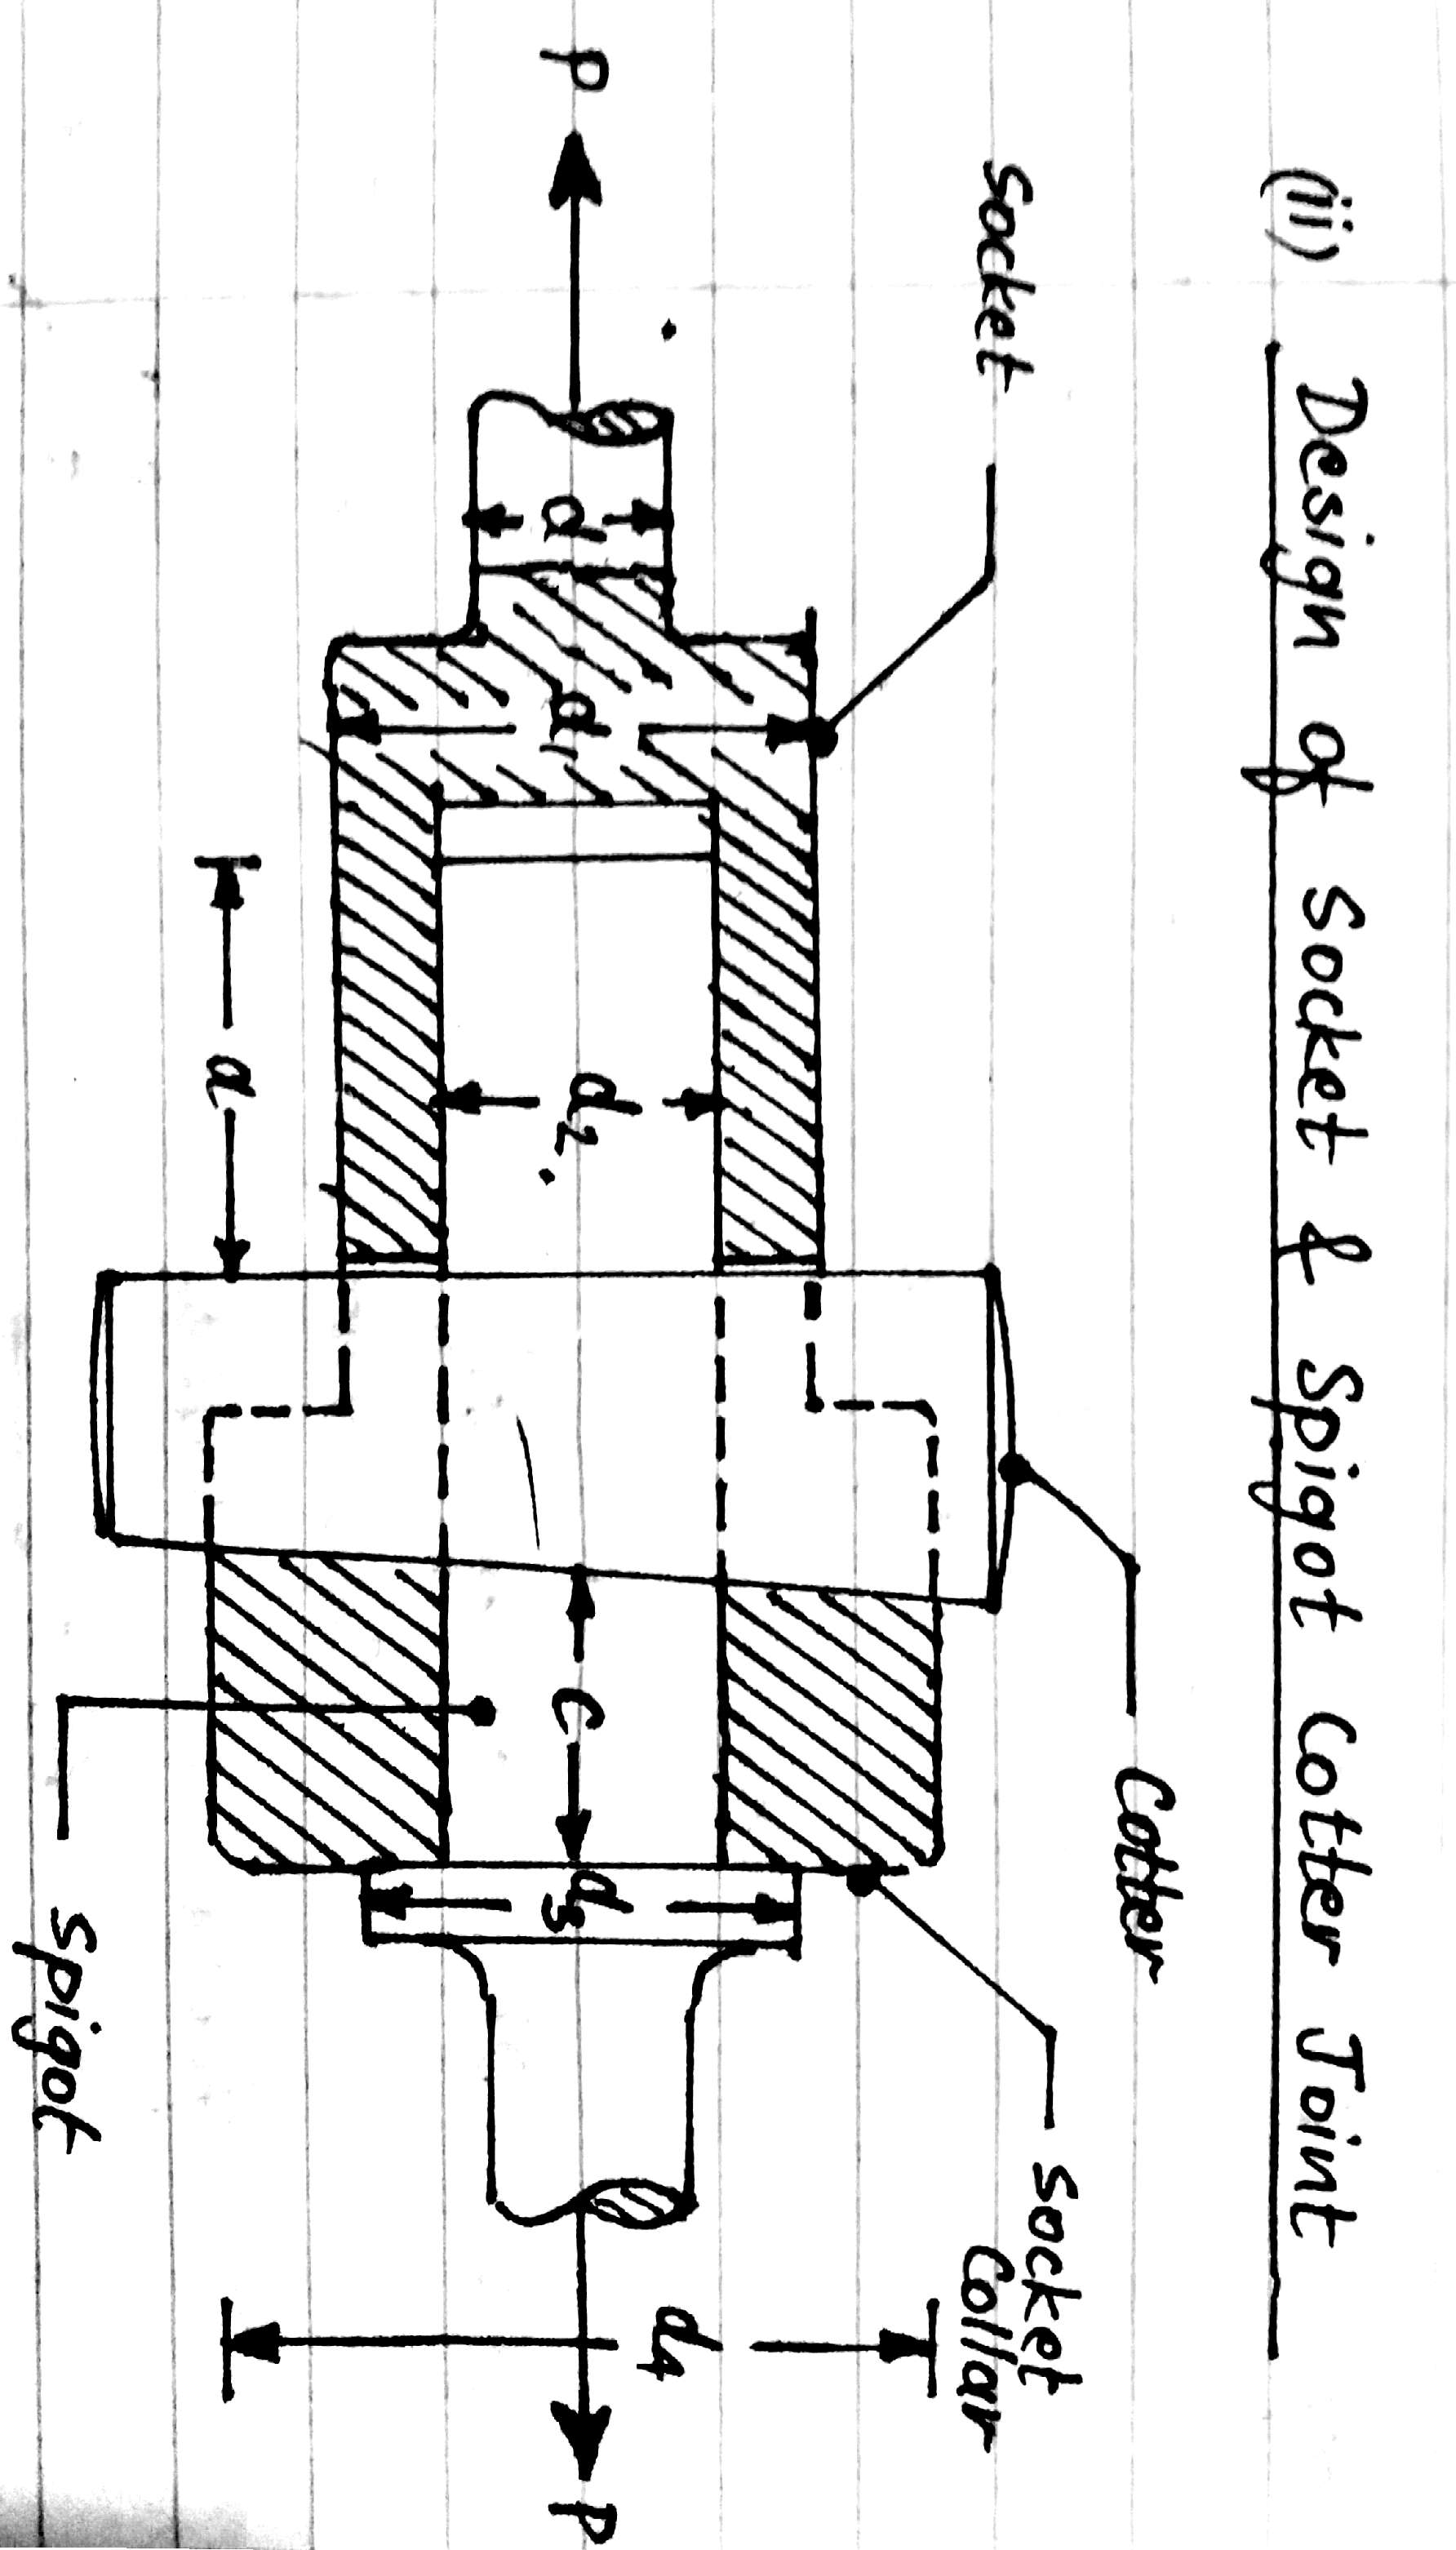 (ii) Design of Socket & Spigot Cotter Joint
Socket
Cotter
Socket
Collar
P
d
d1
d2
c
d3
d4
P
a
Spigot